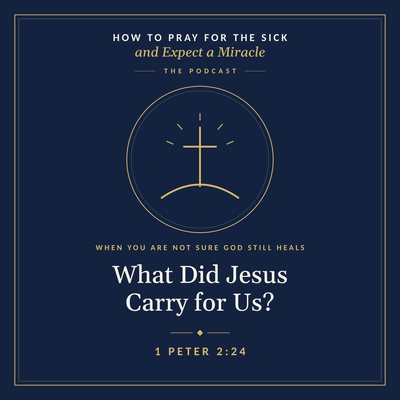 HOW TO PRAY FOR THE SICK
and Expect a Miracle
THE PODCAST
WHEN YOU ARE NOT SURE GOD STILL HEALS
What Did Jesus
Carry for Us?
1 PETER 2:24